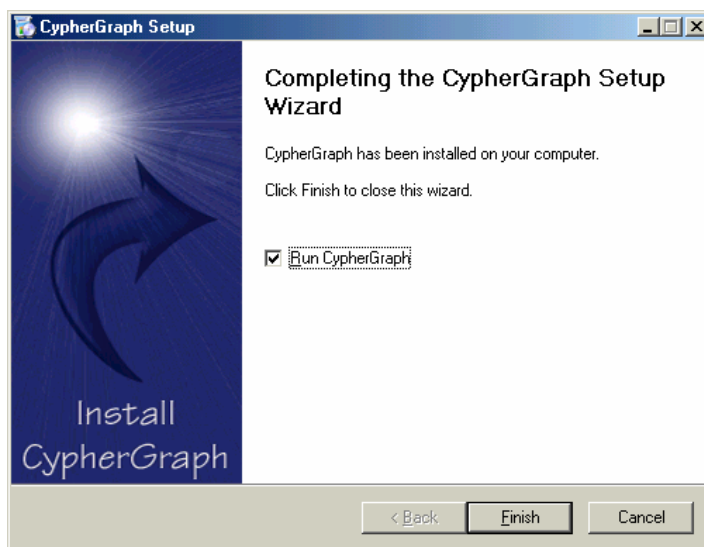 CypherGraph Setup
Completing the CypherGraph Setup
Wizard
CypherGraph has been installed on your computer.
Click Finish to close this wizard.
Run CypherGraph
Install
CypherGraph
< Back
Finish
Cancel